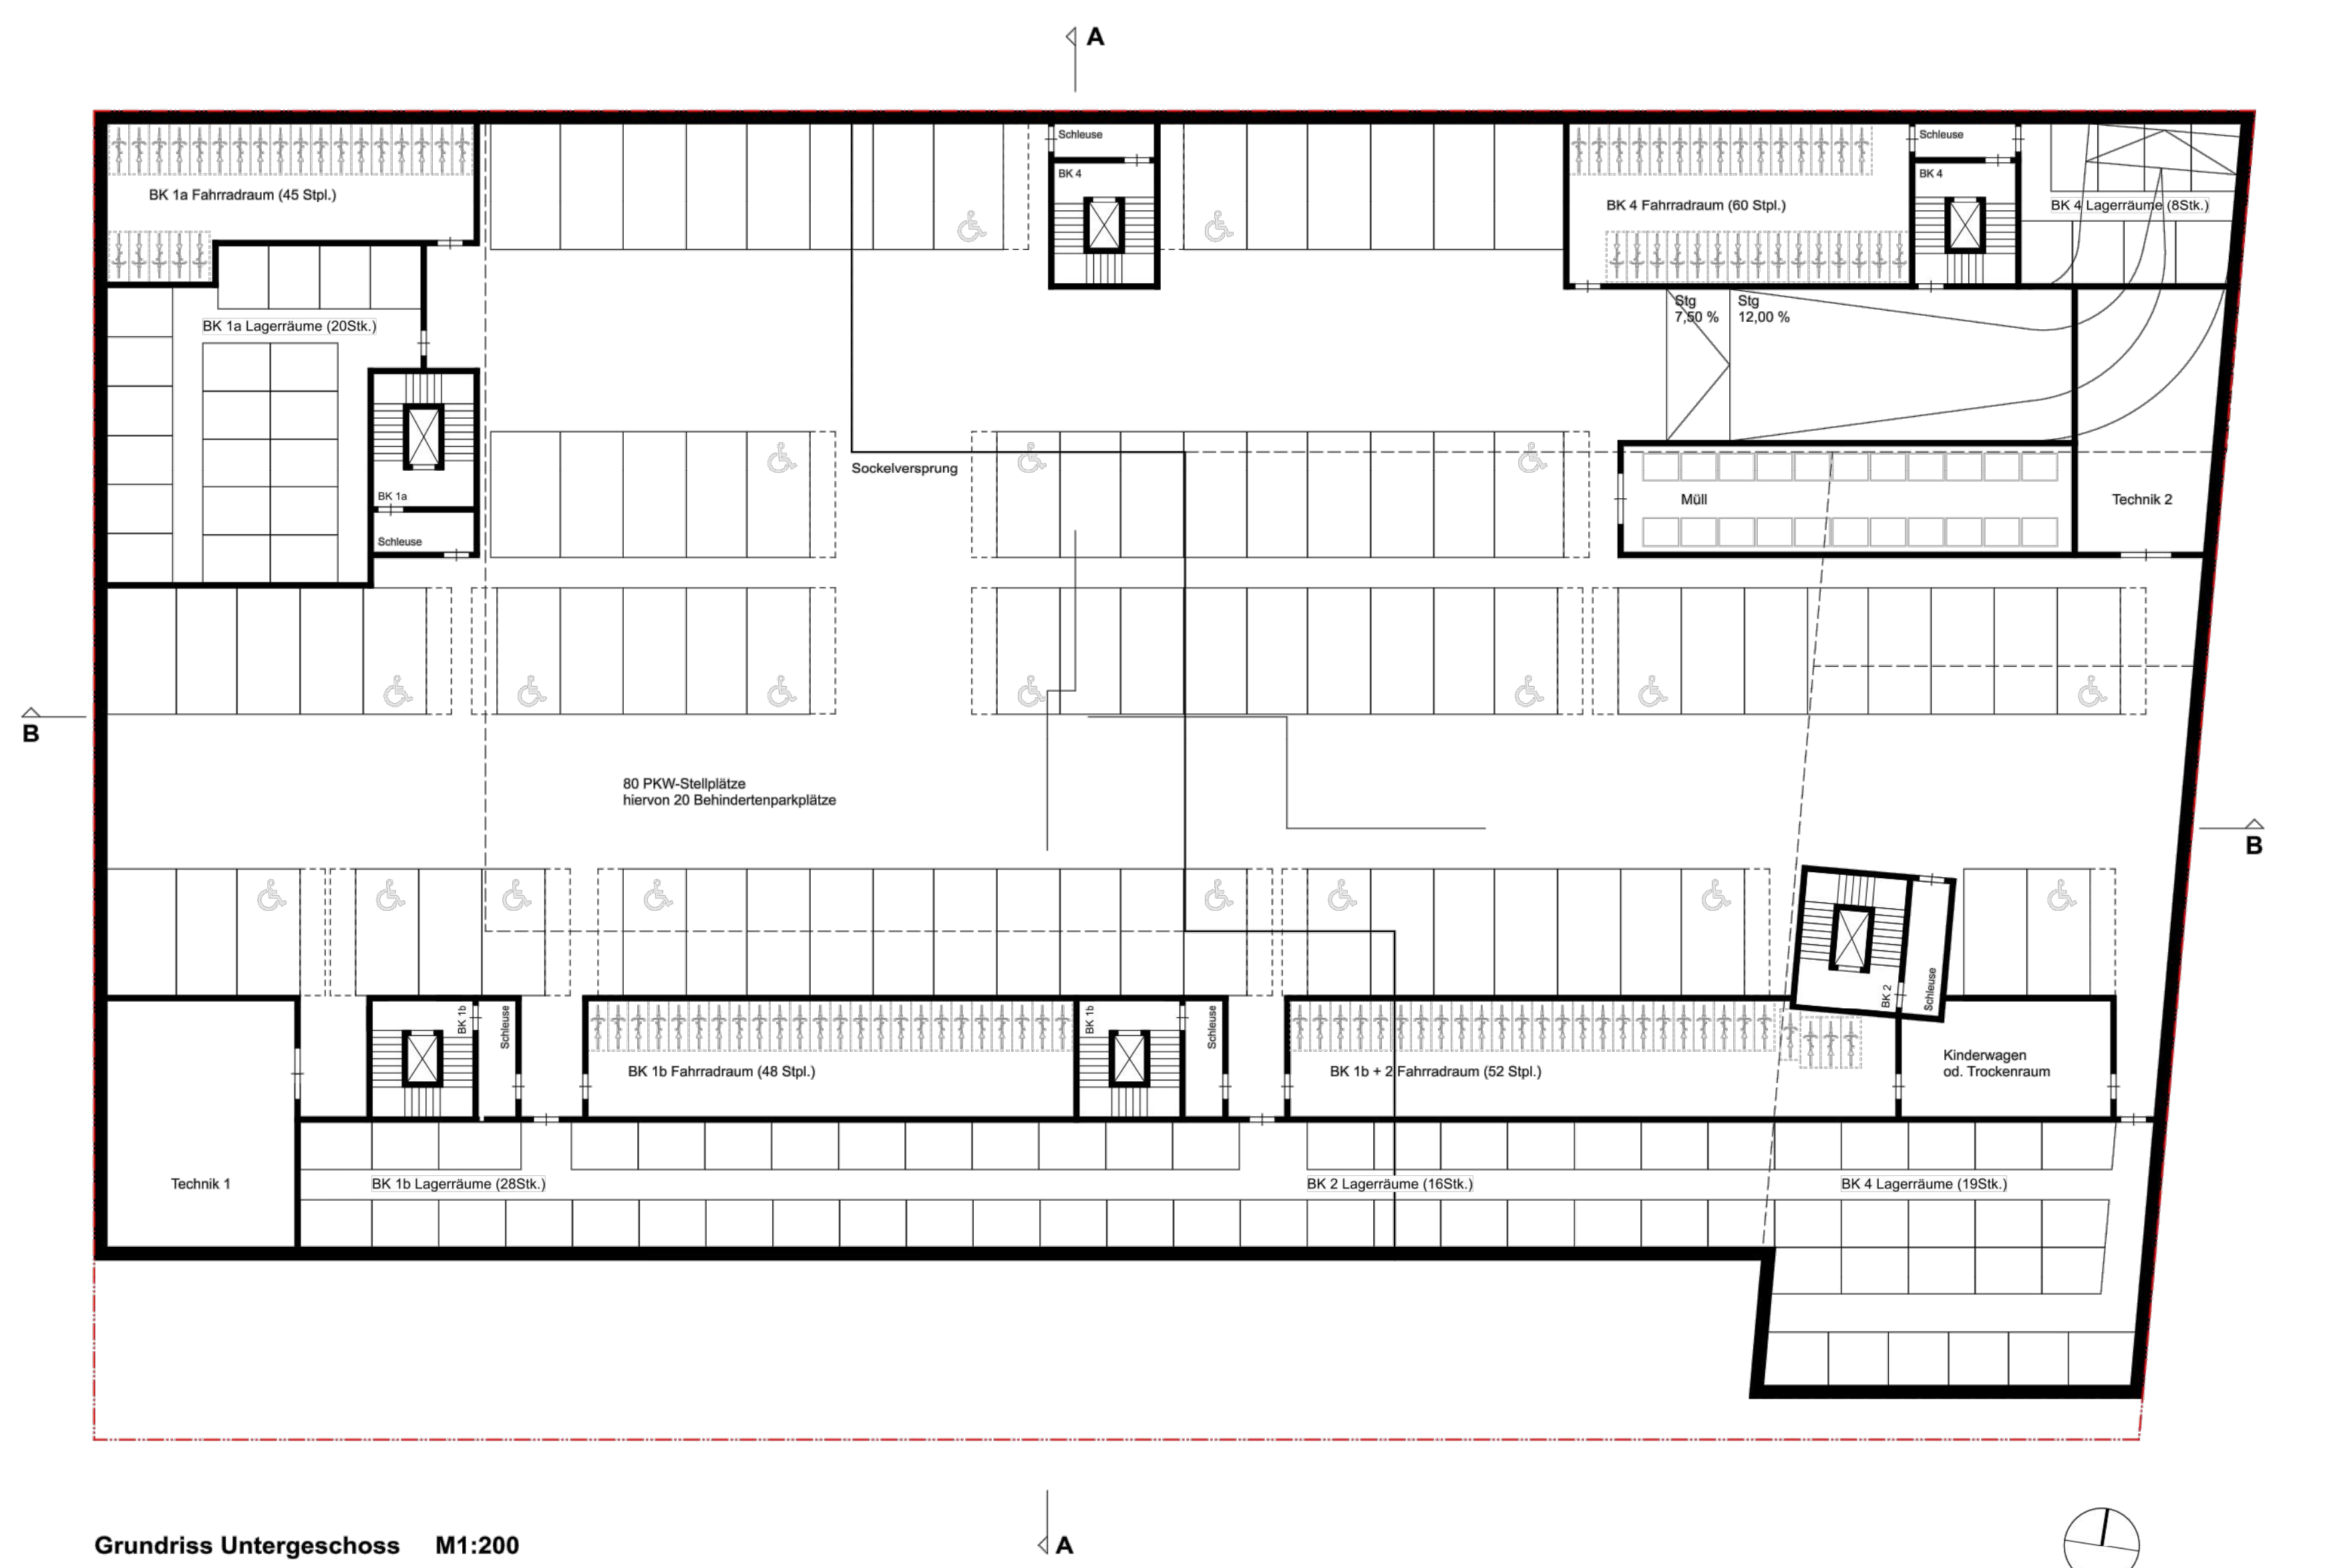 A
Schleuse
Schleuse
BK 4
BK 4
BK 1a Fahrradraum (45 Stpl.)
BK 4 Fahrradraum (60 Stpl.)
BK 4 Lagerräume (8Stk.)
Stg
7,50 %
Stg
12,00 %
BK 1a Lagerräume (20Stk.)
Sockelversprung
BK 1a
Müll
Technik 2
Schleuse
B
80 PKW-Stellplätze
hiervon 20 Behindertenparkplätze
B
BK 1b
Schleuse
BK 1b
Schleuse
BK 2
Schleuse
BK 1b Fahrradraum (48 Stpl.)
BK 1b + 2 Fahrradraum (52 Stpl.)
Kinderwagen
od. Trockenraum
Technik 1
BK 1b Lagerräume (28Stk.)
BK 2 Lagerräume (16Stk.)
BK 4 Lagerräume (19Stk.)
Grundriss Untergeschoss M1:200
A